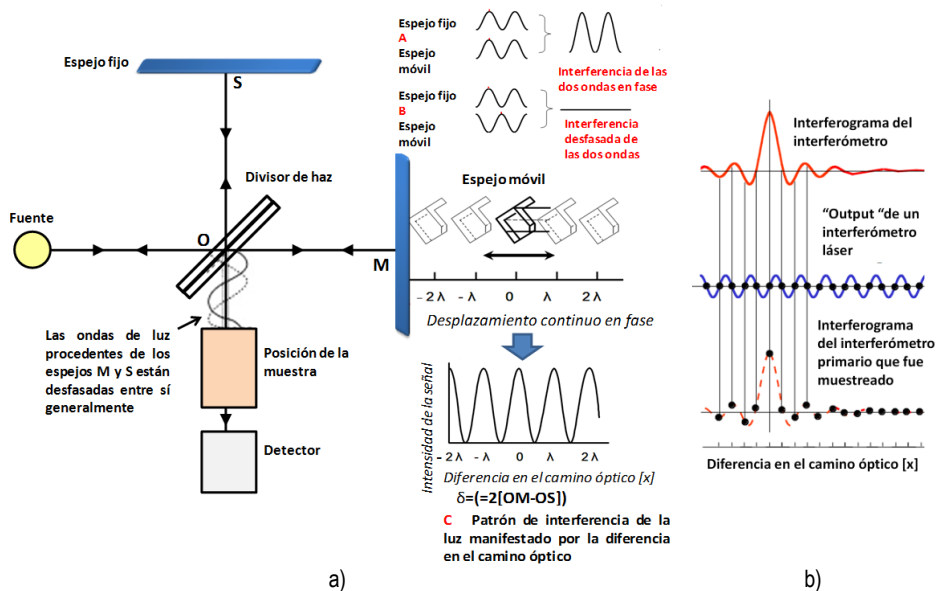 Espejo fijo
S
Divisor de haz
Fuente
O
M
Las ondas de luz
procedentes de los
espejos M y S están
desfasadas entre sí
generalmente
Posición de la
muestra
Detector
Espejo fijo
A
Espejo
móvil
Interferencia de las
dos ondas en fase
Espejo fijo
B
Espejo
móvil
Interferencia
desfasada de
las dos ondas
Espejo móvil
- 2 λ - λ 0 λ 2 λ
Desplazamiento continuo en fase
Intensidad de la señal
- 2 λ - λ 0 λ 2 λ
Diferencia en el camino óptico [x]
δ=(=2[OM-OS])
C Patrón de interferencia de la
luz manifestado por la diferencia
en el camino óptico
a)
Interferograma del
interferómetro
“Output “de un
interferómetro
láser
Interferograma
del interferómetro
primario que fue
muestreado
Diferencia en el camino óptico [x]
b)